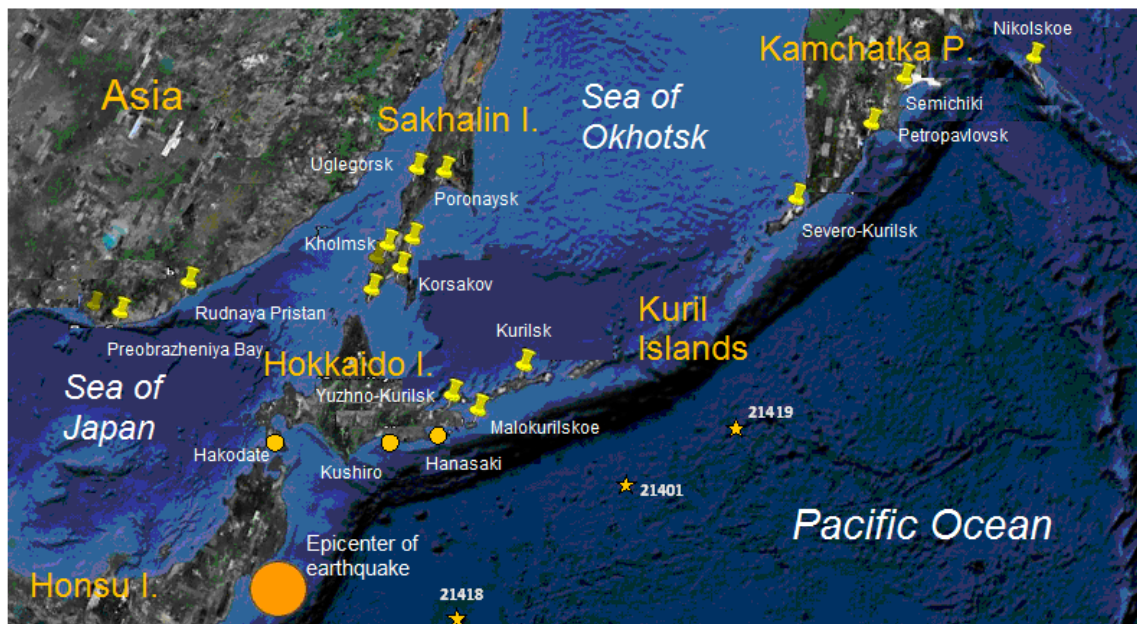 Nikolskoe
Kamchatka P.
Asia
Sea of
Okhotsk
Semichiki
Sakhalin I.
Petropavlovsk
Uglegorsk
Poronaysk
Severo-Kurilsk
Kholmsk
Korsakov
Rudnaya Pristan
Kuril
Islands
Kurilsk
Preobrazheniya Bay
Hokkaido I.
Sea of
Japan
Yuzhno-Kurilsk
21419
Malokurilskoe
Hakodate
Kushiro
Hanasaki
21401
Pacific Ocean
Epicenter of
earthquake
Honsu I.
21418